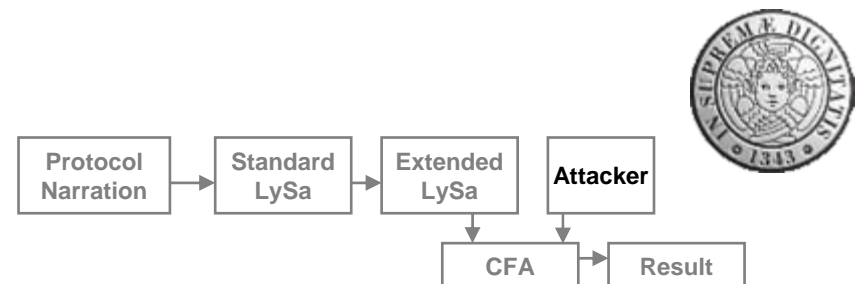 IN SUPREMÆ DIGNITATIS
1343
Protocol
Narration
Standard
LySa
Extended
LySa
Attacker
CFA
Result